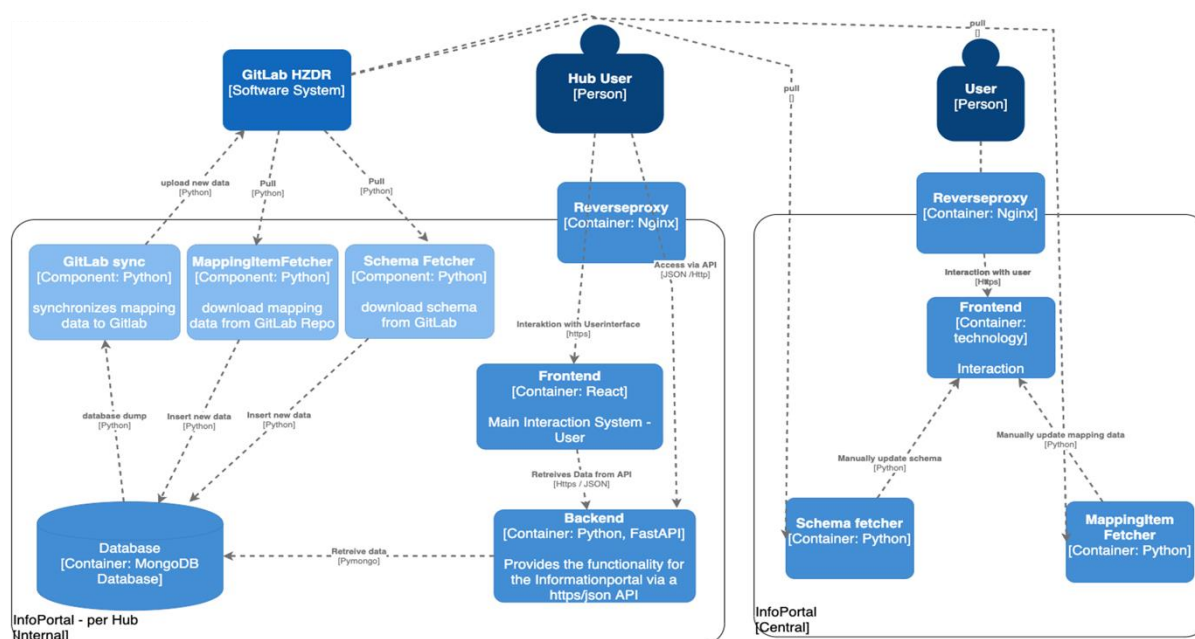 pull
[]
GitLab HZDR
[Software System]
Hub User
[Person]
pull
[]
User
[Person]
upload new data
[Python]
Pull
[Python]
Pull
[Python]
Reverseproxy
[Container: Nginx]
Reverseproxy
[Container: Nginx]
GitLab sync
[Component: Python]
synchronizes mapping
data to Gitlab
MappingItemFetcher
[Component: Python]
download mapping
data from GitLab Repo
Schema Fetcher
[Component: Python]
download schema
from GitLab
Access via API
[JSON /Http]
Interaction with user
[Https]
Interaktion with Userinterface
[https]
Frontend
[Container:
technology]
Interaction
Frontend
[Container: React]
Main Interaction System -
User
database dump
[Python]
Insert new data
[Python]
Insert new data
[Python]
Manually update mapping data
[Python]
Manually update schema
[Python]
Retreives Data from API
[Https / JSON]
Database
[Container: MongoDB
Database]
Retreive data
[Pymongo]
Backend
[Container: Python, FastAPI]
Provides the functionality for
the Informationportal via a
https/json API
Schema fetcher
[Container: Python]
MappingItem
Fetcher
[Container: Python]
InfoPortal - per Hub
[Internal]
InfoPortal
[Central]